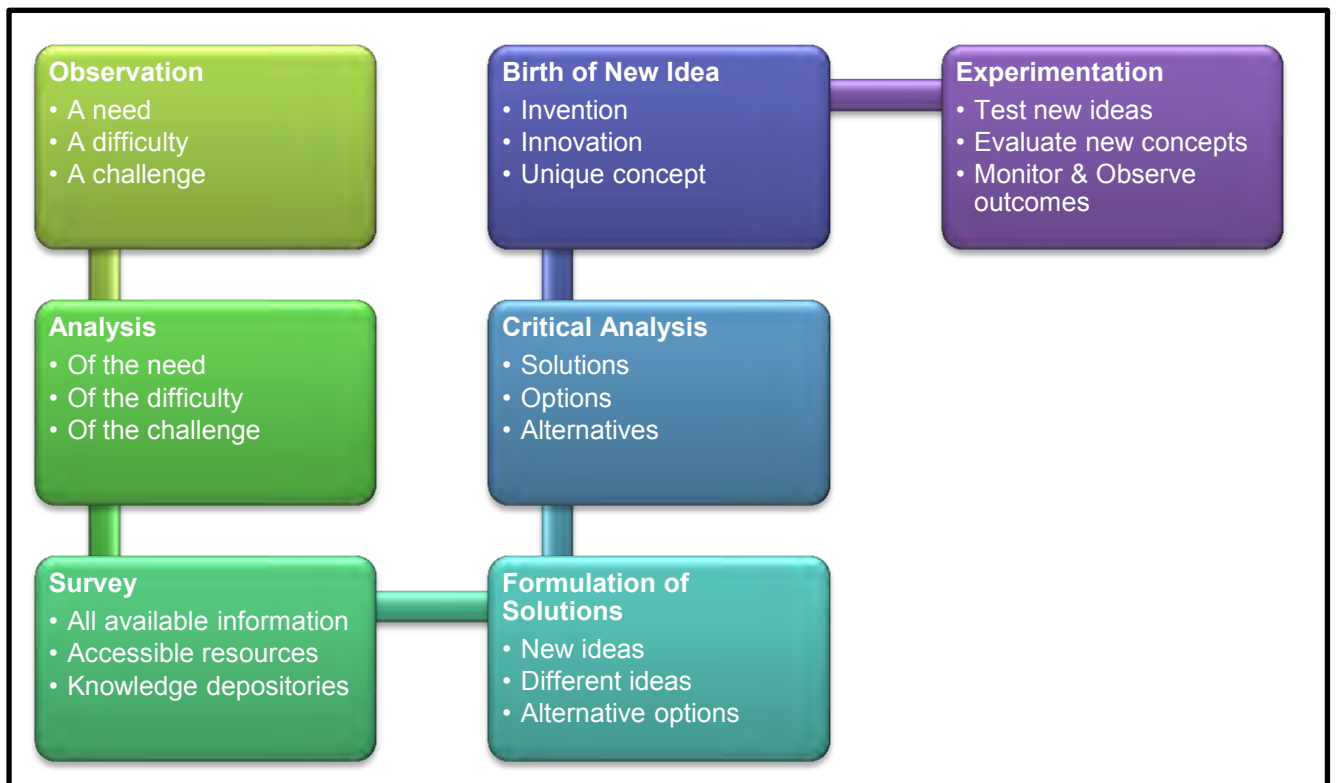 Observation
• A need
• A difficulty
• A challenge
Analysis
• Of the need
• Of the difficulty
• Of the challenge
Survey
• All available information
• Accessible resources
• Knowledge depositories
Formulation of
Solutions
• New ideas
• Different ideas
• Alternative options
Critical Analysis
• Solutions
• Options
• Alternatives
Birth of New Idea
• Invention
• Innovation
• Unique concept
Experimentation
• Test new ideas
• Evaluate new concepts
• Monitor & Observe
outcomes